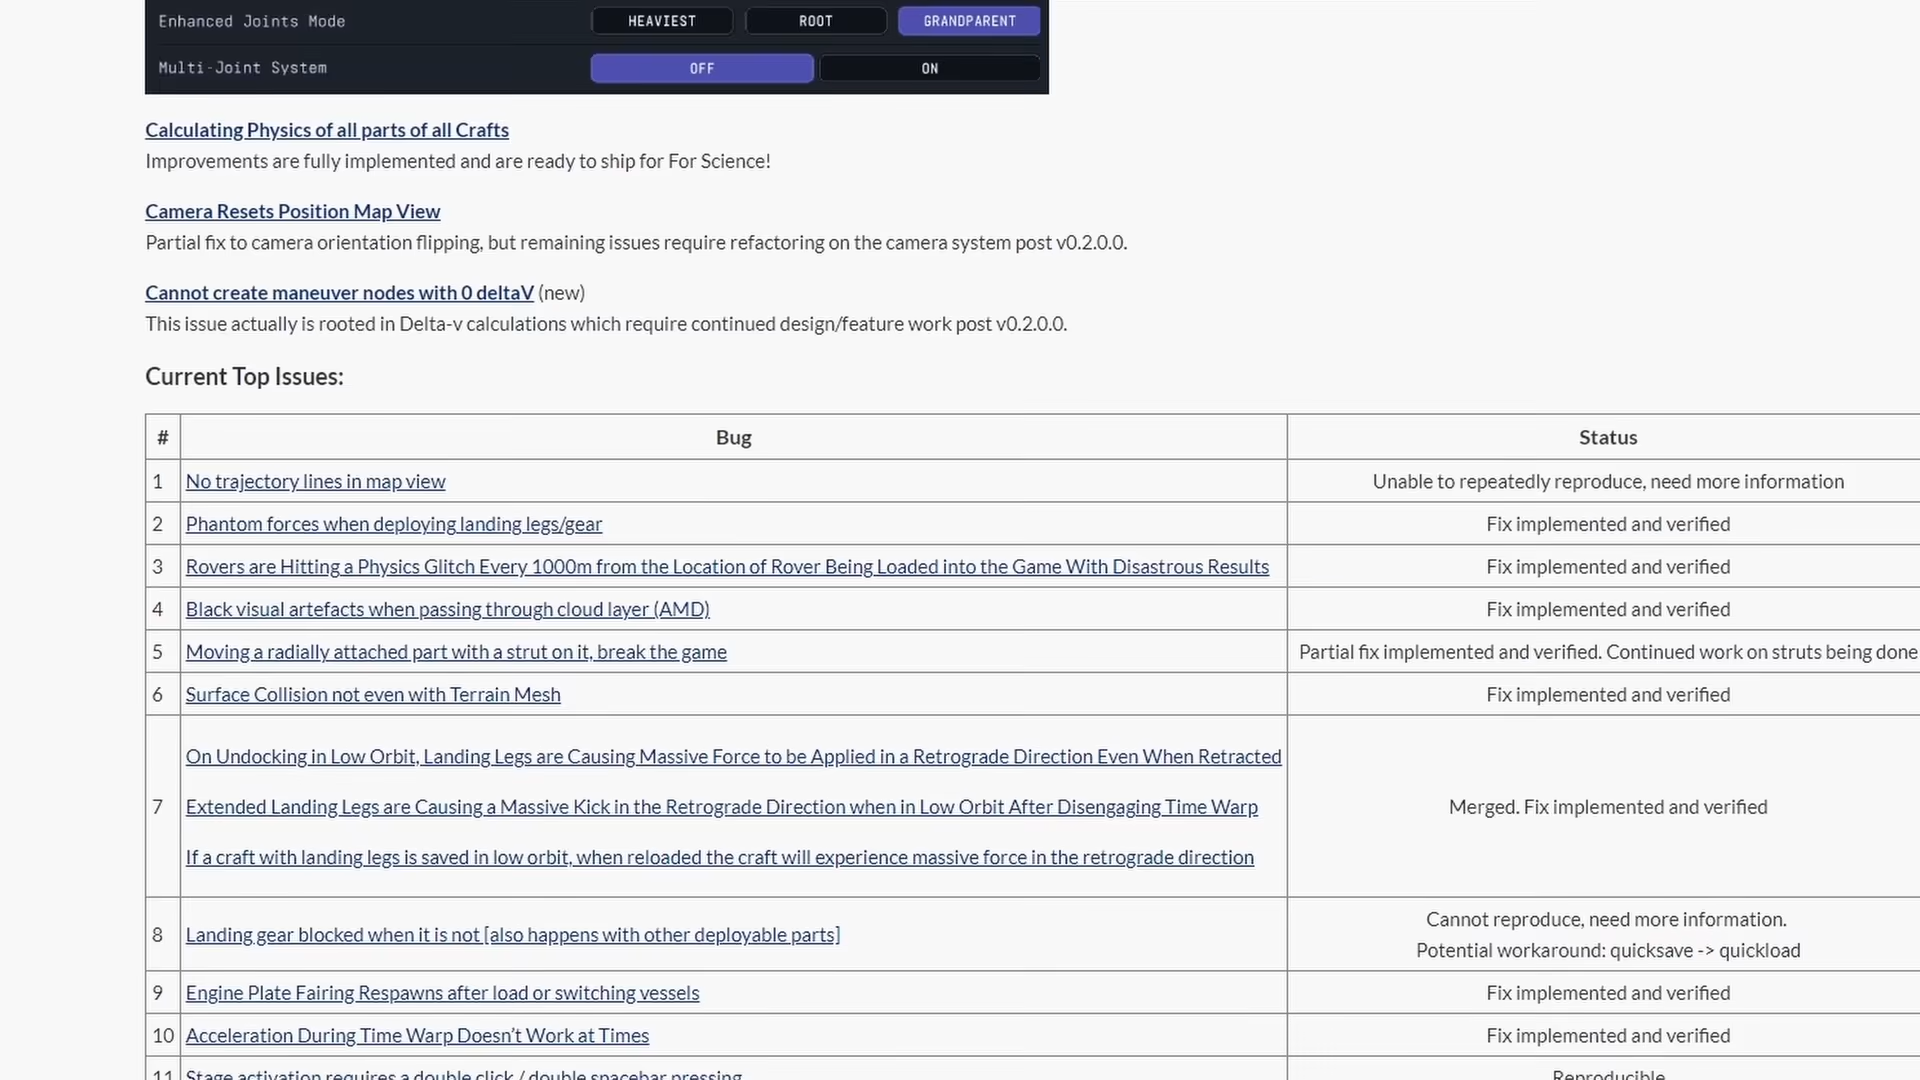 Enhanced Joints Mode HEAVIEST ROOT GRANDPARENT
Multi-Joint System OFF ON
Calculating Physics of all parts of all Crafts
Improvements are fully implemented and are ready to ship for For Science!
Camera Resets Position Map View
Partial fix to camera orientation flipping, but remaining issues require refactoring on the camera system post v0.2.0.0.
Cannot create maneuver nodes with 0 deltaV (new)
This issue actually is rooted in Delta-v calculations which require continued design/feature work post v0.2.0.0.
Current Top Issues:
# Bug Status
1 No trajectory lines in map view Unable to repeatedly reproduce, need more information
2 Phantom forces when deploying landing legs/gear Fix implemented and verified
3 Rovers are Hitting a Physics Glitch Every 1000m from the Location of Rover Being Loaded into the Game With Disastrous Results Fix implemented and verified
4 Black visual artefacts when passing through cloud layer (AMD) Fix implemented and verified
5 Moving a radially attached part with a strut on it, break the game Partial fix implemented and verified. Continued work on struts being done
6 Surface Collision not even with Terrain Mesh Fix implemented and verified
On Undocking in Low Orbit, Landing Legs are Causing Massive Force to be Applied in a Retrograde Direction Even When Retracted
7 Extended Landing Legs are Causing a Massive Kick in the Retrograde Direction when in Low Orbit After Disengaging Time Warp Merged. Fix implemented and verified
If a craft with landing legs is saved in low orbit, when reloaded the craft will experience massive force in the retrograde direction
8 Landing gear blocked when it is not [also happens with other deployable parts] Cannot reproduce, need more information.
Potential workaround: quicksave -> quickload
9 Engine Plate Fairing Respawns after load or switching vessels Fix implemented and verified
10 Acceleration During Time Warp Doesn't Work at Times Fix implemented and verified
11 Stage activation requires a double click / double spacebar pressing Reproducible